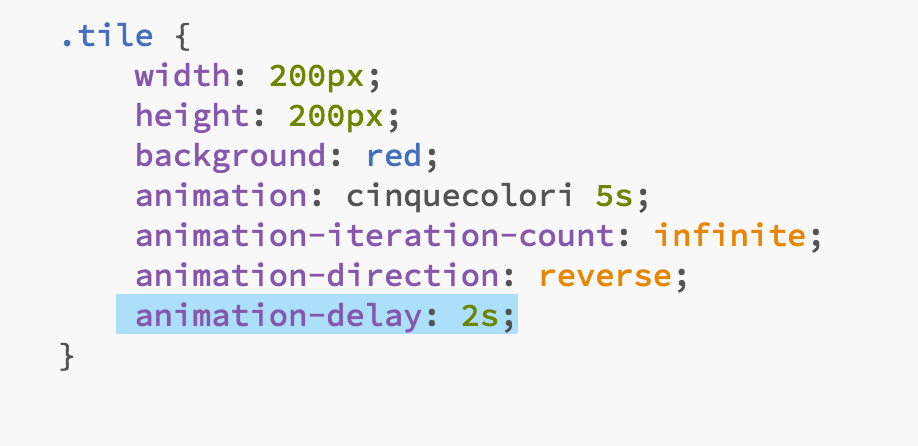 .tile {
    width: 200px;
    height: 200px;
    background: red;
    animation: cinquecolori 5s;
    animation-iteration-count: infinite;
    animation-direction: reverse;
    animation-delay: 2s;
}